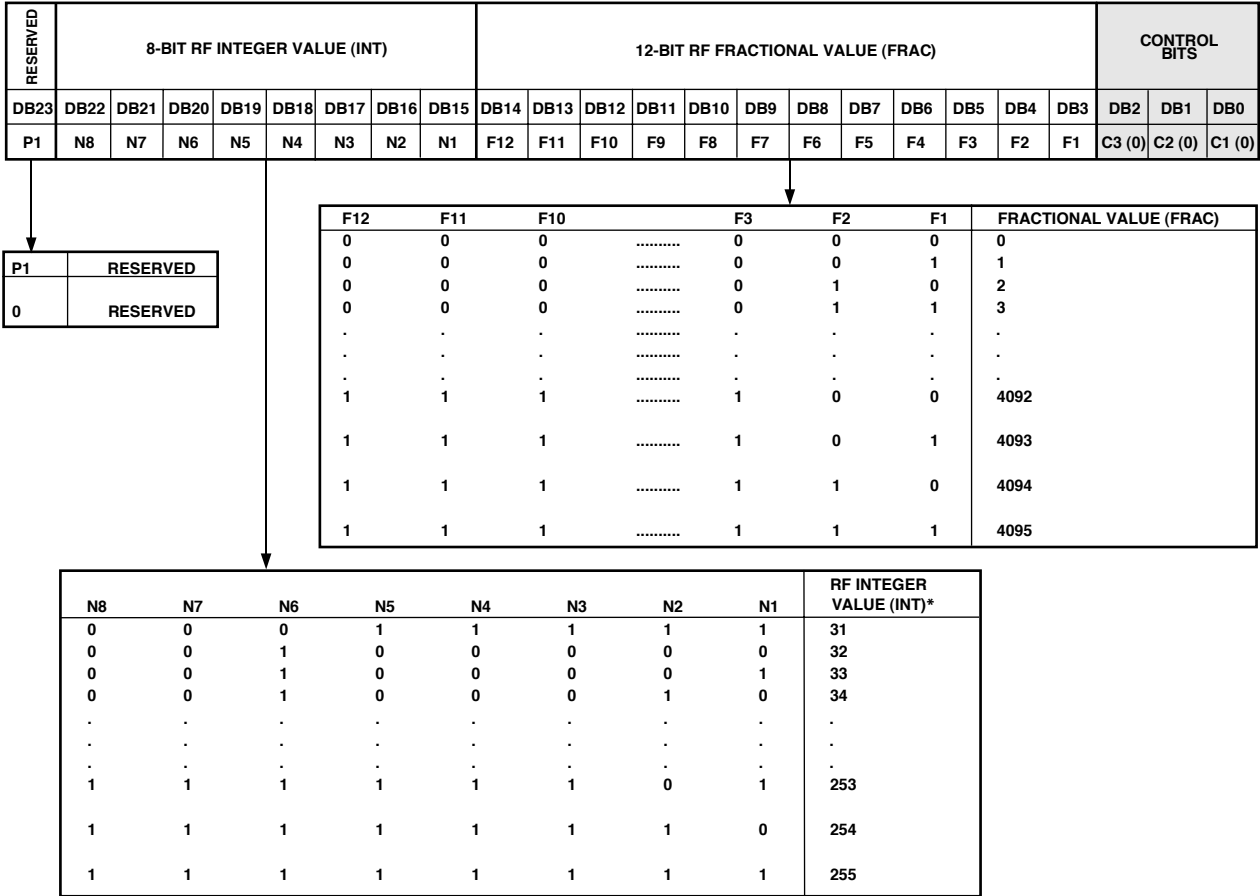 RESERVED
8-BIT RF INTEGER VALUE (INT)
12-BIT RF FRACTIONAL VALUE (FRAC)
CONTROL
BITS
DB23 DB22 DB21 DB20 DB19 DB18 DB17 DB16 DB15 DB14 DB13 DB12 DB11 DB10 DB9 DB8 DB7 DB6 DB5 DB4 DB3 DB2 DB1 DB0
P1 N8 N7 N6 N5 N4 N3 N2 N1 F12 F11 F10 F9 F8 F7 F6 F5 F4 F3 F2 F1 C3 (0) C2 (0) C1 (0)
P1 RESERVED
0 RESERVED
F12 F11 F10 F3 F2 F1 FRACTIONAL VALUE (FRAC)
0 0 0 .......... 0 0 0 0
0 0 0 .......... 0 0 1 1
0 0 0 .......... 0 1 0 2
0 0 0 .......... 0 1 1 3
. . . .......... . . . .
. . . .......... . . . .
. . . .......... . . . .
1 1 1 .......... 1 0 0 4092
1 1 1 .......... 1 0 1 4093
1 1 1 .......... 1 1 0 4094
1 1 1 .......... 1 1 1 4095
RF INTEGER
N8 N7 N6 N5 N4 N3 N2 N1 VALUE (INT)*
0 0 0 1 1 1 1 1 31
0 0 1 0 0 0 0 0 32
0 0 1 0 0 0 0 1 33
0 0 1 0 0 0 1 0 34
. . . . . . . . .
. . . . . . . . .
. . . . . . . . .
1 1 1 1 1 1 0 1 253
1 1 1 1 1 1 1 0 254
1 1 1 1 1 1 1 1 255